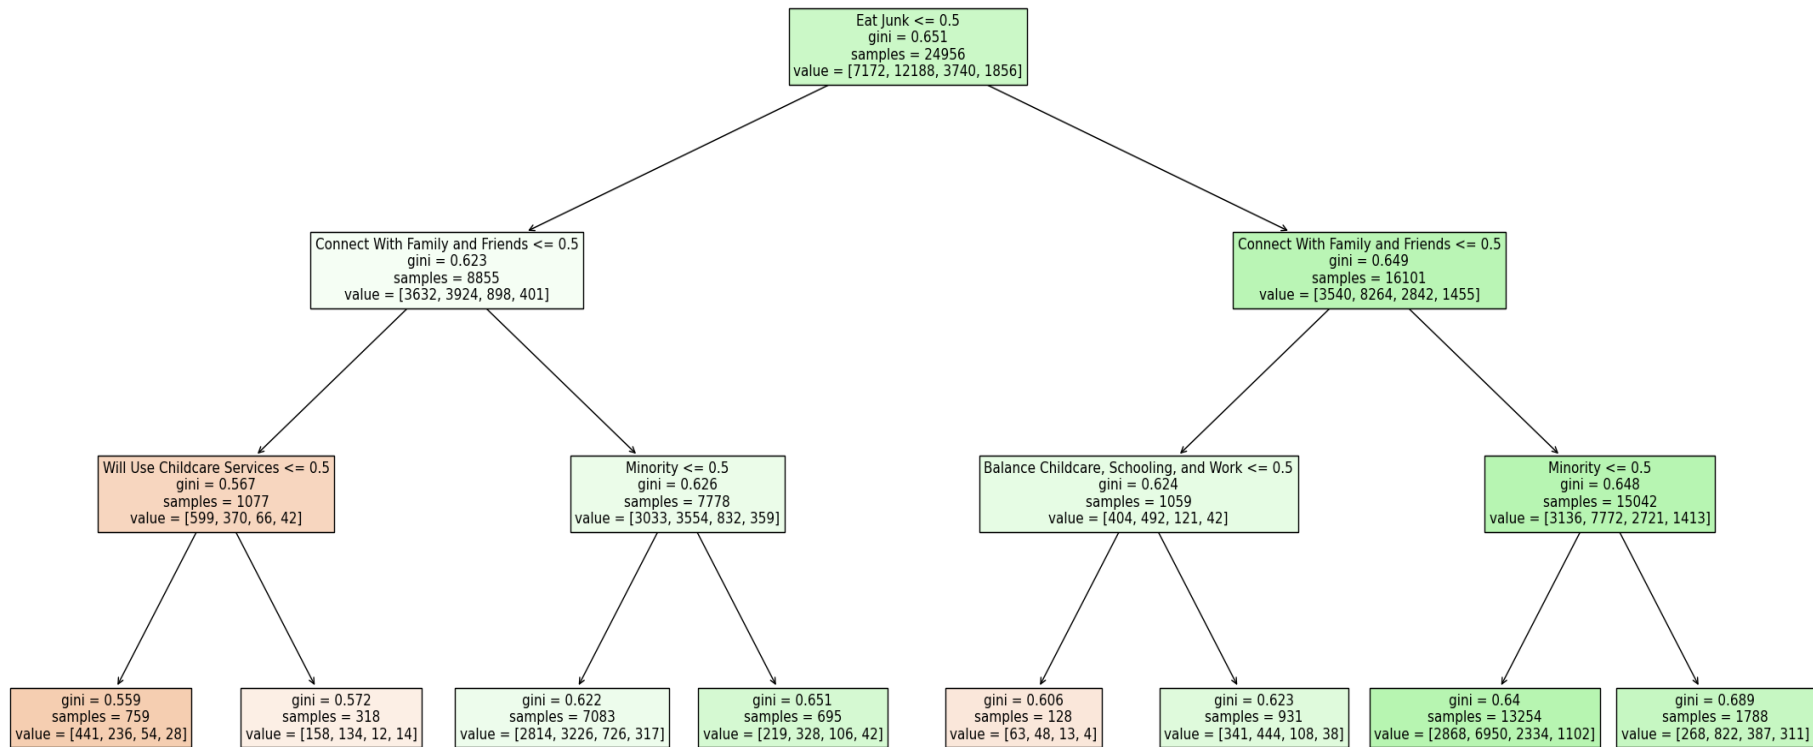 Eat Junk <= 0.5
gini = 0.651
samples = 24956
value = [7172, 12188, 3740, 1856]
Connect With Family and Friends <= 0.5
gini = 0.623
samples = 8855
value = [3632, 3924, 898, 401]
Connect With Family and Friends <= 0.5
gini = 0.649
samples = 16101
value = [3540, 8264, 2842, 1455]
Will Use Childcare Services <= 0.5
gini = 0.567
samples = 1077
value = [599, 370, 66, 42]
Minority <= 0.5
gini = 0.626
samples = 7778
value = [3033, 3554, 832, 359]
Balance Childcare, Schooling, and Work <= 0.5
gini = 0.624
samples = 1059
value = [404, 492, 121, 42]
Minority <= 0.5
gini = 0.648
samples = 15042
value = [3136, 7772, 2721, 1413]
gini = 0.559
samples = 759
value = [441, 236, 54, 28]
gini = 0.572
samples = 318
value = [158, 134, 12, 14]
gini = 0.622
samples = 7083
value = [2814, 3226, 726, 317]
gini = 0.651
samples = 695
value = [219, 328, 106, 42]
gini = 0.606
samples = 128
value = [63, 48, 13, 4]
gini = 0.623
samples = 931
value = [341, 444, 108, 38]
gini = 0.64
samples = 13254
value = [2868, 6950, 2334, 1102]
gini = 0.689
samples = 1788
value = [268, 822, 387, 311]